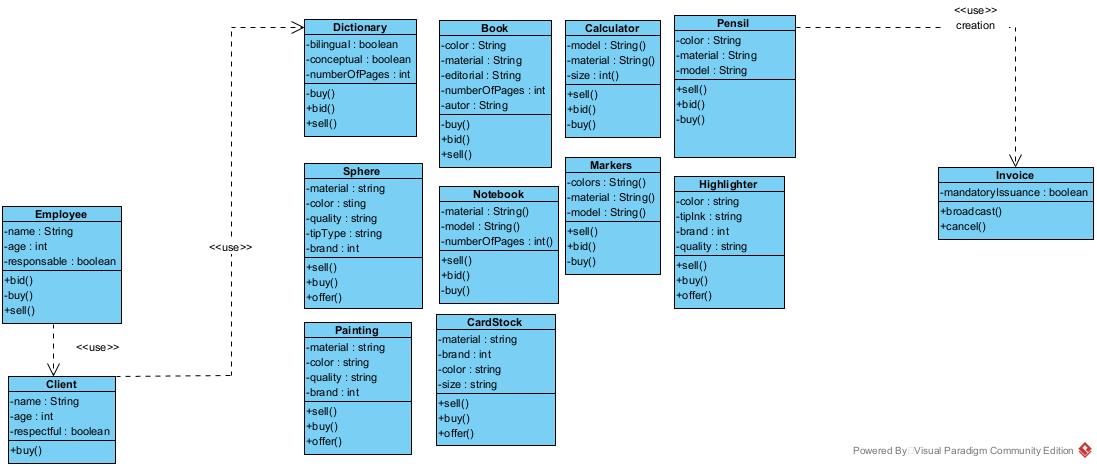 Dictionary
-bilingual : boolean
-conceptual : boolean
-numberOfPages : int
-buy()
+bid()
+sell()
Book
-color : String
-material : String
-editorial : String
-numberOfPages : int
-autor : String
-buy()
+bid()
+sell()
Calculator
-model : String()
-material : String()
-size : int()
+sell()
+bid()
-buy()
Pensil
-color : String
-material : String
-model : String
+sell()
+bid()
-buy()
<<use>>
creation
Invoice
-mandatoryIssuance : boolean
+broadcast()
+cancel()
Employee
-name : String
-age : int
-responsable : boolean
+bid()
-buy()
+sell()
<<use>>
Client
-name : String
-age : int
-respectful : boolean
+buy()
<<use>>
Sphere
-material : string
-color : sting
-quality : string
-tipType : string
-brand : int
+sell()
+buy()
+offer()
Notebook
-material : String()
-model : String()
-numberOfPages : int()
+sell()
+bid()
-buy()
Markers
-colors : String()
-material : String()
-model : String()
+sell()
+bid()
-buy()
Highlighter
-color : string
-tipInk : string
-brand : int
-quality : string
+sell()
+buy()
+offer()
Painting
-material : string
-color : string
-quality : string
-brand : int
+sell()
+buy()
+offer()
CardStock
-material : string
-brand : int
-color : string
-size : string
+sell()
+buy()
+offer()
Powered By Visual Paradigm Community Edition